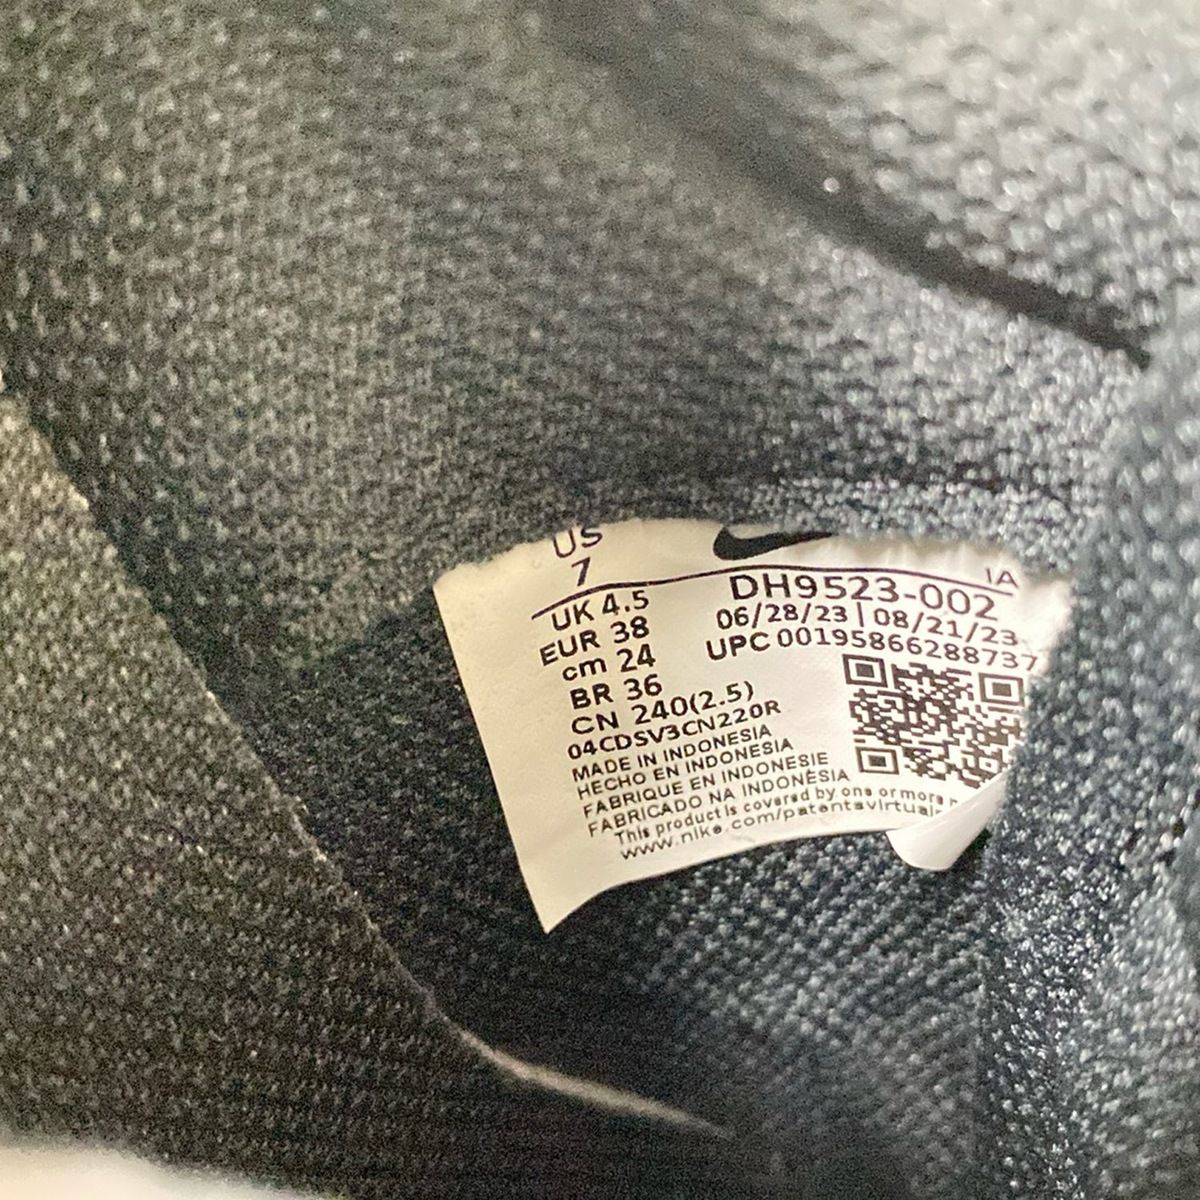 US
7
UK 4.5
EUR 38
cm 24
BR 36
CN 240(2.5)
04CDSV3CN220R
IA
DH9523-002
06/28/23 | 08/21/23
UPC 00195866288737
MADE IN INDONESIA
HECHO EN INDONESIA
FABRIQUE EN INDONESIE
FABRICADO NA INDONÉSIA
This product is covered by one or more
www.nike.com/patentsvirtual